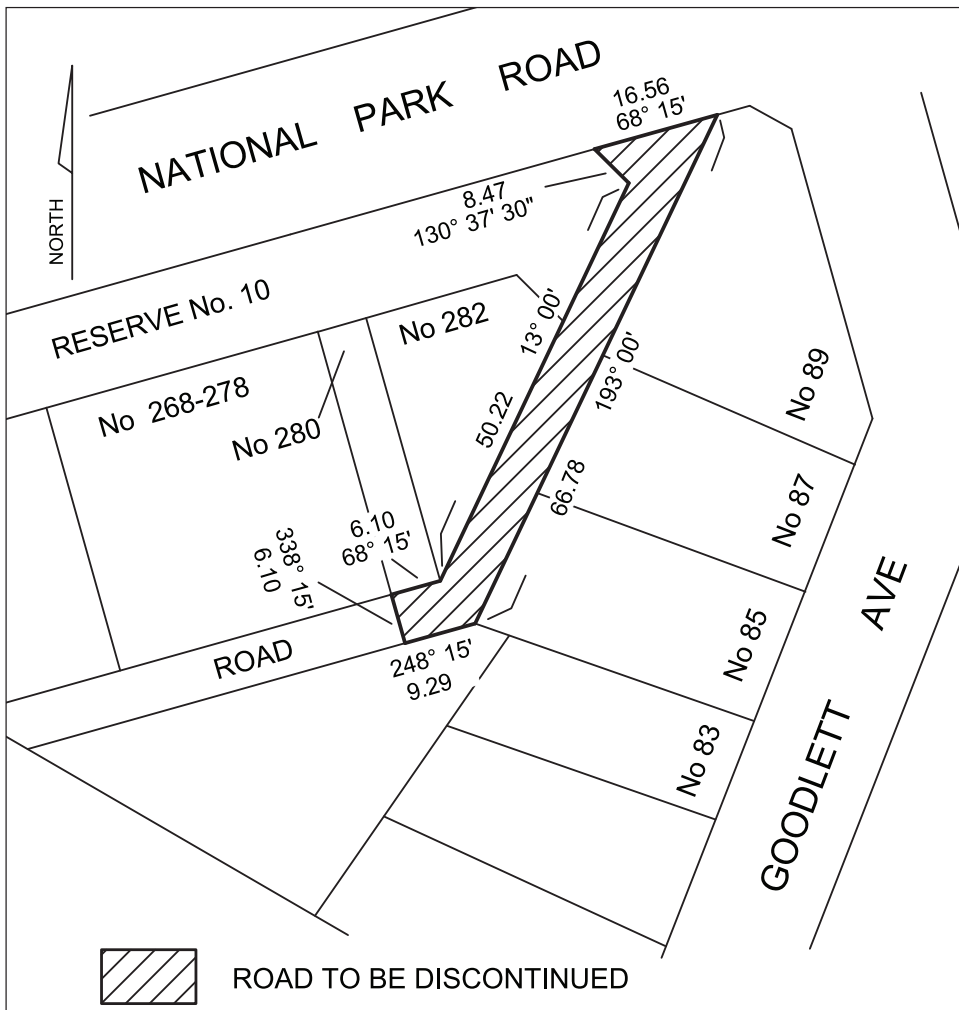 NATIONAL PARK ROAD
16.56
68° 15'
NORTH
8.47
130° 37' 30"
RESERVE No. 10
No 282
13° 00'
193° 00'
No 89
No 268-278
No 280
50.22
66.78
No 87
338° 15'
6.10
6.10
68° 15'
ROAD
248° 15'
9.29
No 85
No 83
GOODLETT AVE
ROAD TO BE DISCONTINUED